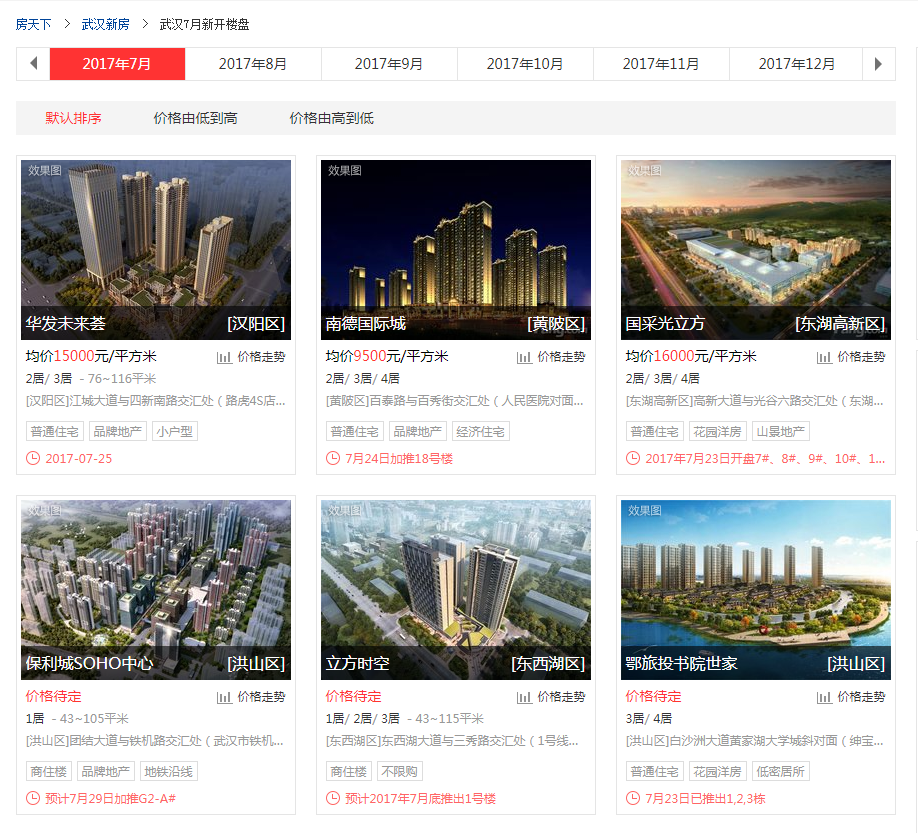 房天下 > 武汉新房 > 武汉7月新开楼盘
2017年7月 2017年8月 2017年9月 2017年10月 2017年11月 2017年12月
默认排序 价格由低到高 价格由高到低
效果图
华发未来荟 [汉阳区]
均价15000元/平方米 价格走势
2居/ 3居 - 76~116平米
[汉阳区]江城大道与四新南路交汇处（路虎4S店...
普通住宅 品牌地产 小户型
2017-07-25
效果图
南德国际城 [黄陂区]
均价9500元/平方米 价格走势
2居/ 3居/ 4居
[黄陂区]百泰路与百秀街交汇处（人民医院对面...
普通住宅 品牌地产 经济住宅
7月24日加推18号楼
效果图
国采光立方 [东湖高新区]
均价16000元/平方米 价格走势
2居/ 3居/ 4居
[东湖高新区]高新大道与光谷六路交汇处（东湖...
普通住宅 花园洋房 山景地产
2017年7月23日开盘7#、8#、9#、10#、1...
效果图
保利城SOHO中心 [洪山区]
价格待定 价格走势
1居 - 43~105平米
[洪山区]团结大道与铁机路交汇处（武汉市铁机...
商住楼 品牌地产 地铁沿线
预计7月29日加推G2-A#
效果图
立方时空 [东西湖区]
价格待定 价格走势
1居/ 2居/ 3居 - 43~115平米
[东西湖区]东西湖大道与三秀路交汇处（1号线...
商住楼 不限购
预计2017年7月底推出1号楼
效果图
鄂旅投书院世家 [洪山区]
价格待定 价格走势
3居/ 4居
[洪山区]白沙洲大道黄家湖大学城斜对面（绅宝...
普通住宅 花园洋房 低密居所
7月23日已推出1,2,3栋